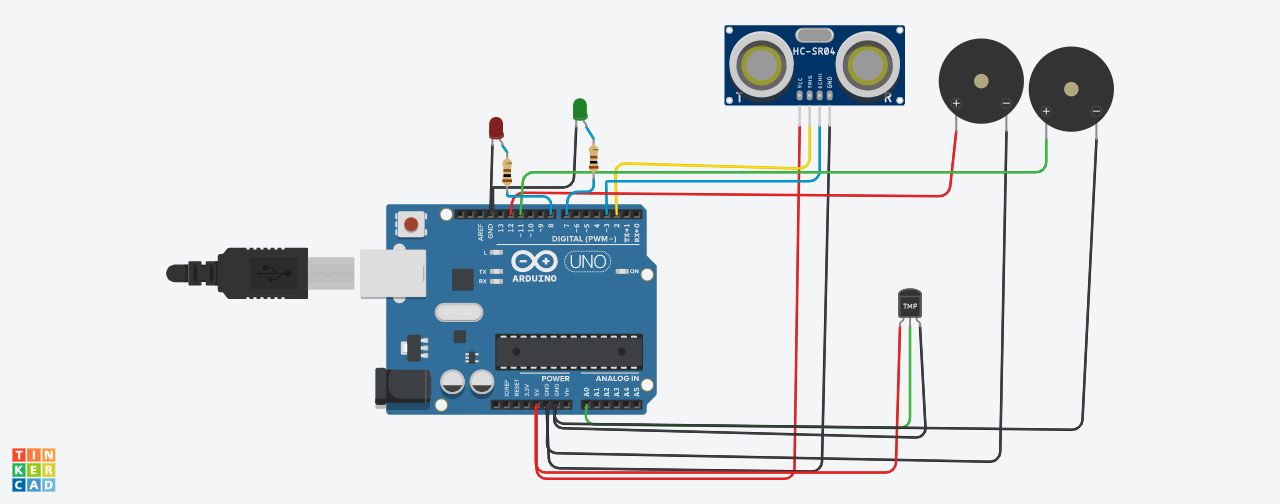 HC-SR04
T
R
VCC
TRIG
ECHO
GND
+
−
+
−
AREF
GND
13
12
~11
~10
~9
8
7
~6
~5
4
~3
2
TX→1
RX←0
DIGITAL (PWM~)
L
TX
RX
ARDUINO
UNO
ON
TMP
POWER
ANALOG IN
IOREF
RESET
3.3V
5V
GND
GND
Vin
A0
A1
A2
A3
A4
A5
TIN
KER
CAD